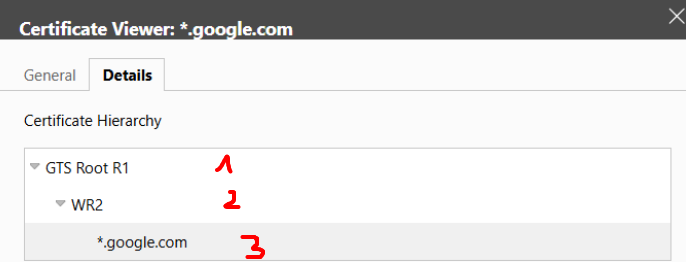 Certificate Viewer: *.google.com
General Details
Certificate Hierarchy
GTS Root R1 1
WR2 2
*.google.com 3